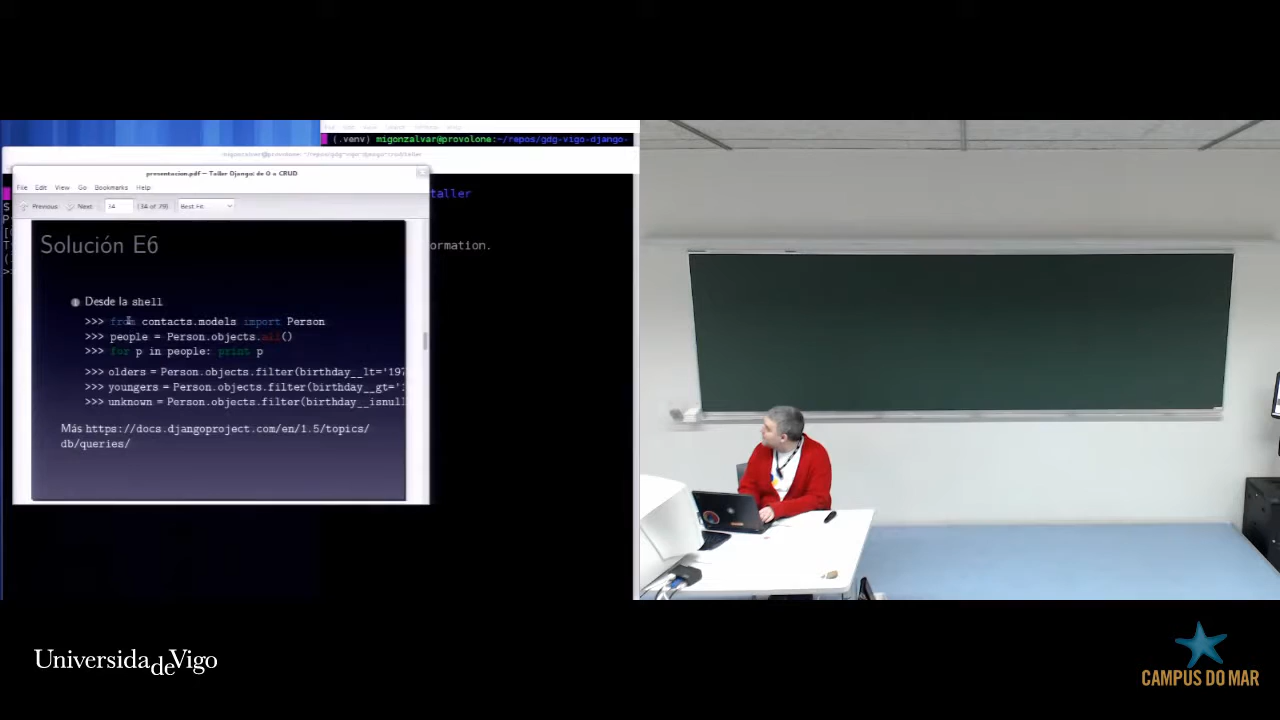 (.venv) migonzalvar@provolone:~/repos/gdg-vigo-django-
presentacion.pdf – Taller Django: de 0 a CRUD
File Edit View Go Bookmarks Help
Previous Next 34 (34 of 79) Best Fit
taller
ormation.
Solución E6
Desde la shell
>>> from contacts.models import Person
>>> people = Person.objects.all()
>>> for p in people: print p
>>> olders = Person.objects.filter(birthday__lt='197
>>> youngers = Person.objects.filter(birthday__gt='
>>> unknown = Person.objects.filter(birthday__isnull
Más https://docs.djangoproject.com/en/1.5/topics/
db/queries/
Universidade Vigo
CAMPUS DO MAR